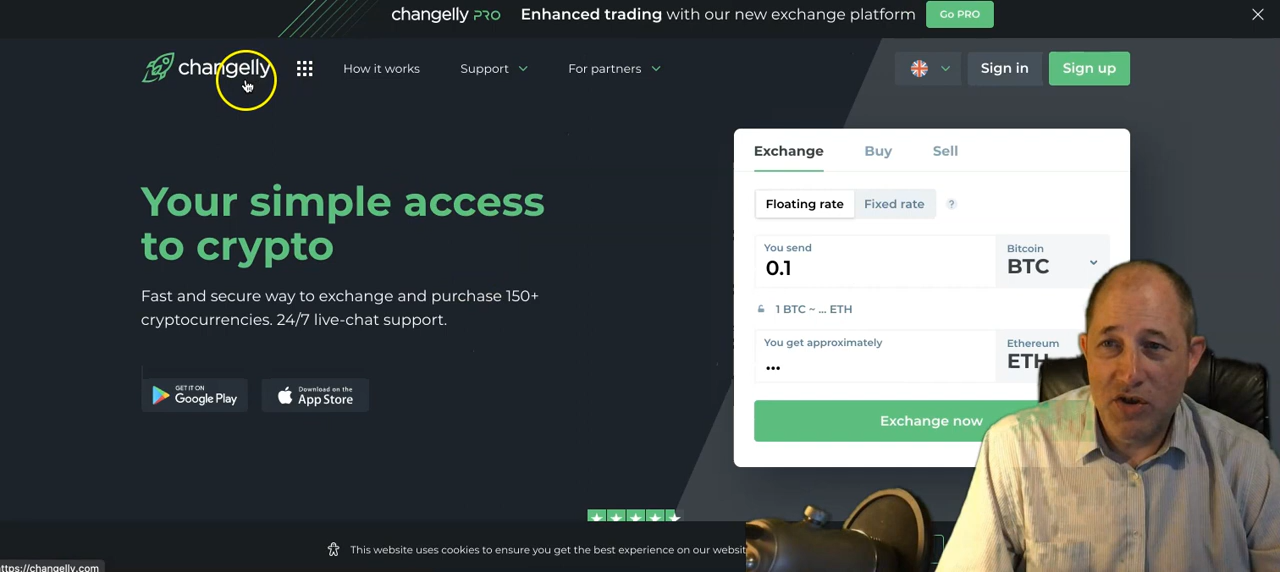 changelly PRO Enhanced trading with our new exchange platform Go PRO
changelly How it works Support For partners Sign in Sign up
Exchange Buy Sell
Floating rate Fixed rate ?
Your simple access
to crypto
You send
0.1
Bitcoin
BTC
Fast and secure way to exchange and purchase 150+
cryptocurrencies. 24/7 live-chat support.
1 BTC ~ ... ETH
You get approximately
...
Ethereum
ETH
GET IT ON
Google Play
Download on the
App Store
Exchange now
This website uses cookies to ensure you get the best experience on our
ttps://changelly.com